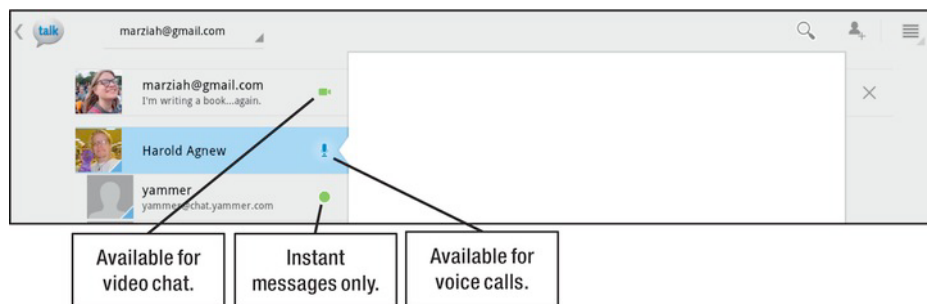 talk
marziah@gmail.com
marziah@gmail.com
I'm writing a book...again.
Harold Agnew
yammer
yammer@chat.yammer.com
Available for
video chat.
Instant
messages only.
Available for
voice calls.